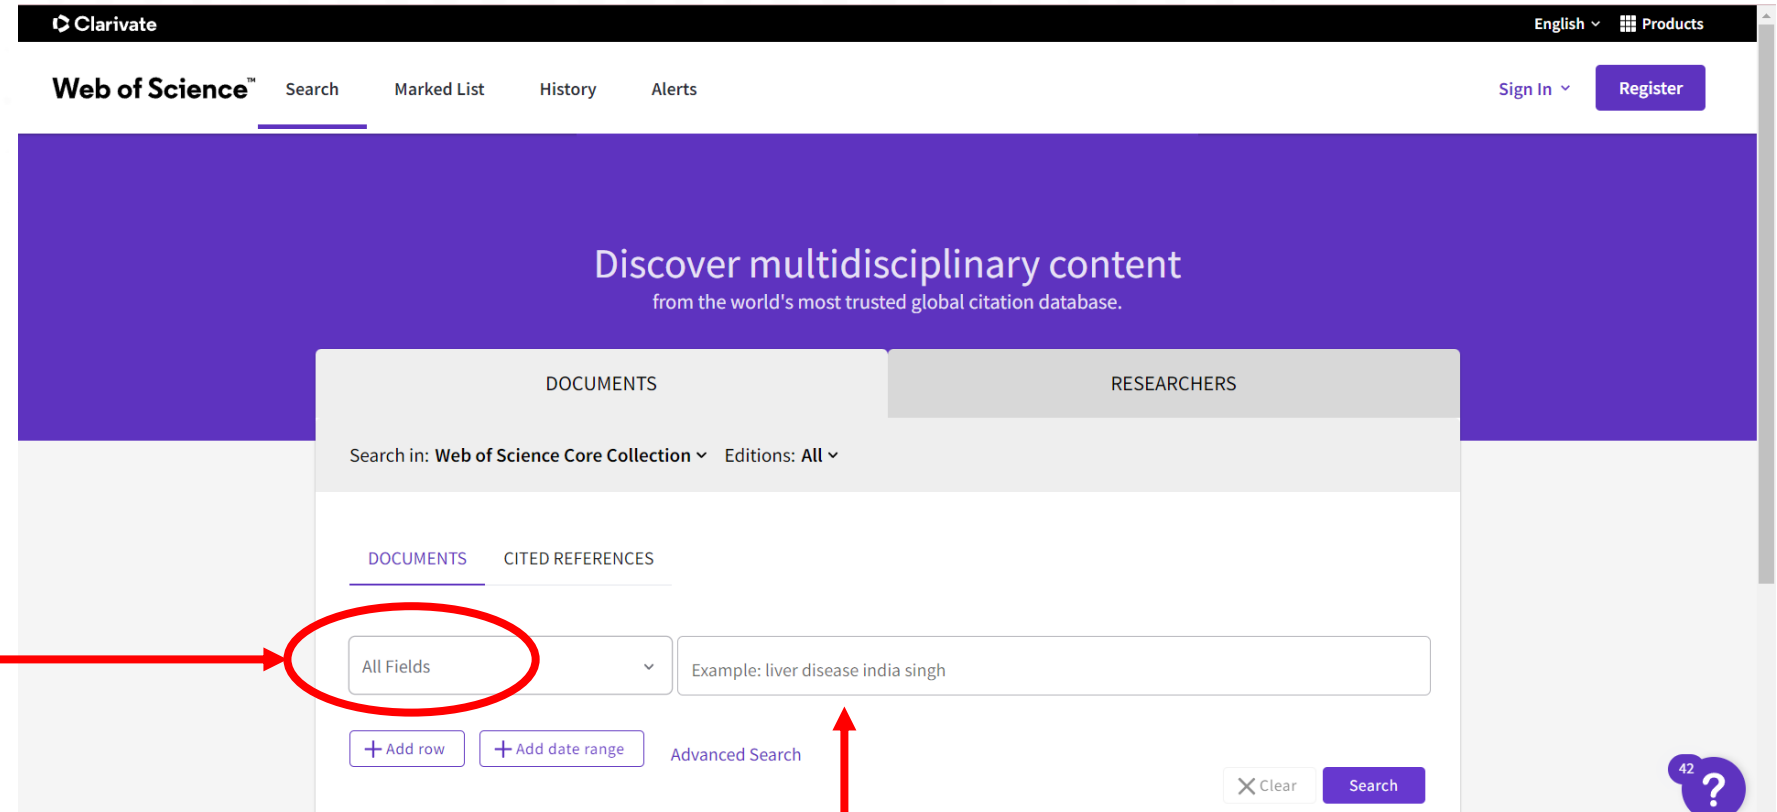 Clarivate English Products
Web of Science™ Search Marked List History Alerts Sign In Register
Discover multidisciplinary content
from the world's most trusted global citation database.
DOCUMENTS RESEARCHERS
Search in: Web of Science Core Collection Editions: All
DOCUMENTS CITED REFERENCES
All Fields Example: liver disease india singh
+ Add row + Add date range Advanced Search
× Clear Search
42 ?